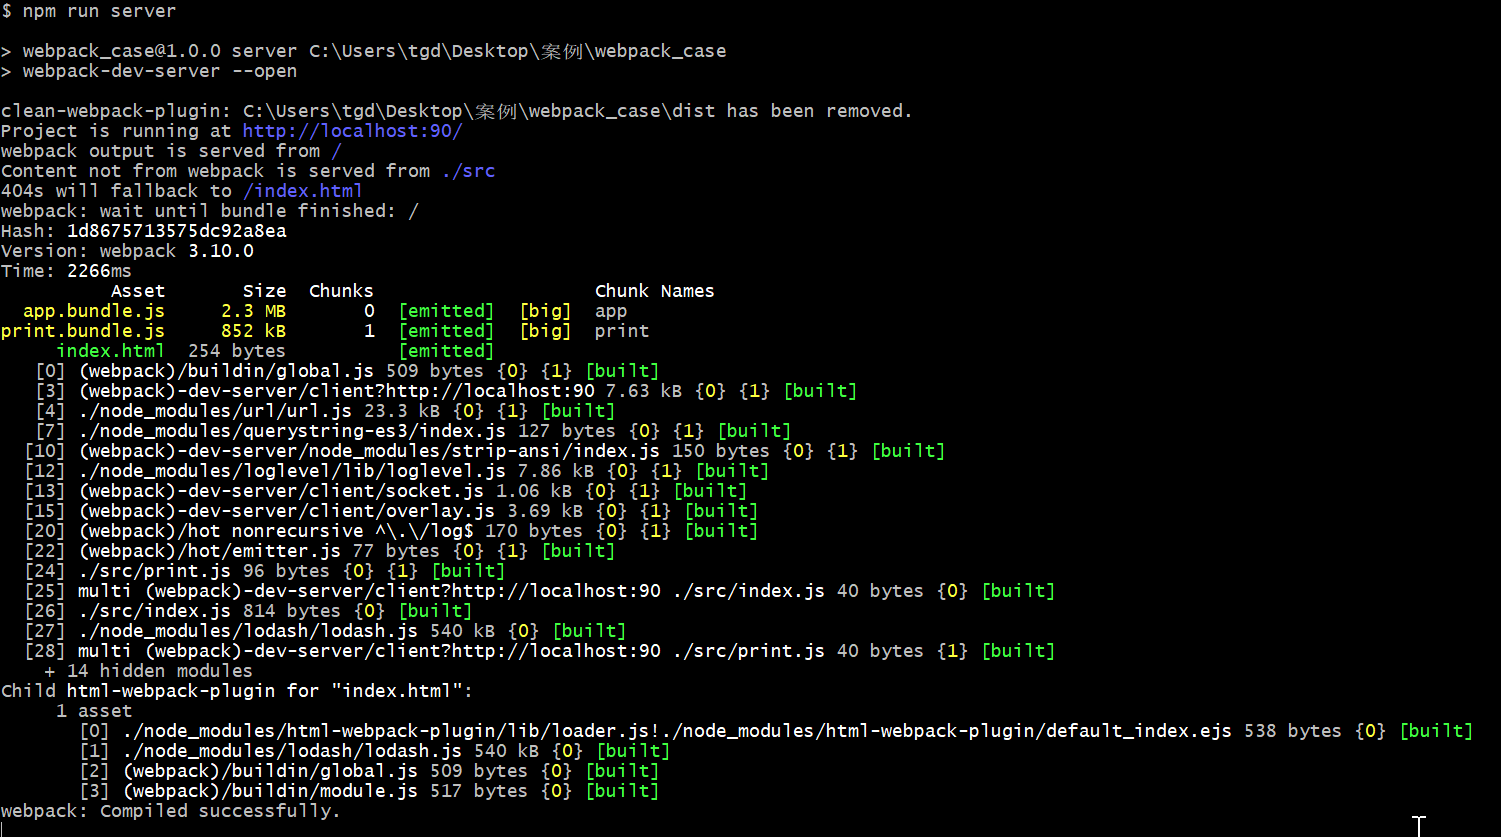 $ npm run server
> webpack_case@1.0.0 server C:\Users\tgd\Desktop\案例\webpack_case
> webpack-dev-server --open
clean-webpack-plugin: C:\Users\tgd\Desktop\案例\webpack_case\dist has been removed.
Project is running at http://localhost:90/
webpack output is served from /
Content not from webpack is served from ./src
404s will fallback to /index.html
webpack: wait until bundle finished: /
Hash: 1d8675713575dc92a8ea
Version: webpack 3.10.0
Time: 2266ms
Asset Size Chunks Chunk Names
app.bundle.js 2.3 MB 0 [emitted] [big] app
print.bundle.js 852 kB 1 [emitted] [big] print
index.html 254 bytes [emitted]
[0] (webpack)/buildin/global.js 509 bytes {0} {1} [built]
[3] (webpack)-dev-server/client?http://localhost:90 7.63 kB {0} {1} [built]
[4] ./node_modules/url/url.js 23.3 kB {0} {1} [built]
[7] ./node_modules/querystring-es3/index.js 127 bytes {0} {1} [built]
[10] (webpack)-dev-server/node_modules/strip-ansi/index.js 150 bytes {0} {1} [built]
[12] ./node_modules/loglevel/lib/loglevel.js 7.86 kB {0} {1} [built]
[13] (webpack)-dev-server/client/socket.js 1.06 kB {0} {1} [built]
[15] (webpack)-dev-server/client/overlay.js 3.69 kB {0} {1} [built]
[20] (webpack)/hot nonrecursive ^\.\/log$ 170 bytes {0} {1} [built]
[22] (webpack)/hot/emitter.js 77 bytes {0} {1} [built]
[24] ./src/print.js 96 bytes {0} {1} [built]
[25] multi (webpack)-dev-server/client?http://localhost:90 ./src/index.js 40 bytes {0} [built]
[26] ./src/index.js 814 bytes {0} [built]
[27] ./node_modules/lodash/lodash.js 540 kB {0} [built]
[28] multi (webpack)-dev-server/client?http://localhost:90 ./src/print.js 40 bytes {1} [built]
+ 14 hidden modules
Child html-webpack-plugin for "index.html":
1 asset
[0] ./node_modules/html-webpack-plugin/lib/loader.js!./node_modules/html-webpack-plugin/default_index.ejs 538 bytes {0} [built]
[1] ./node_modules/lodash/lodash.js 540 kB {0} [built]
[2] (webpack)/buildin/global.js 509 bytes {0} [built]
[3] (webpack)/buildin/module.js 517 bytes {0} [built]
webpack: Compiled successfully.